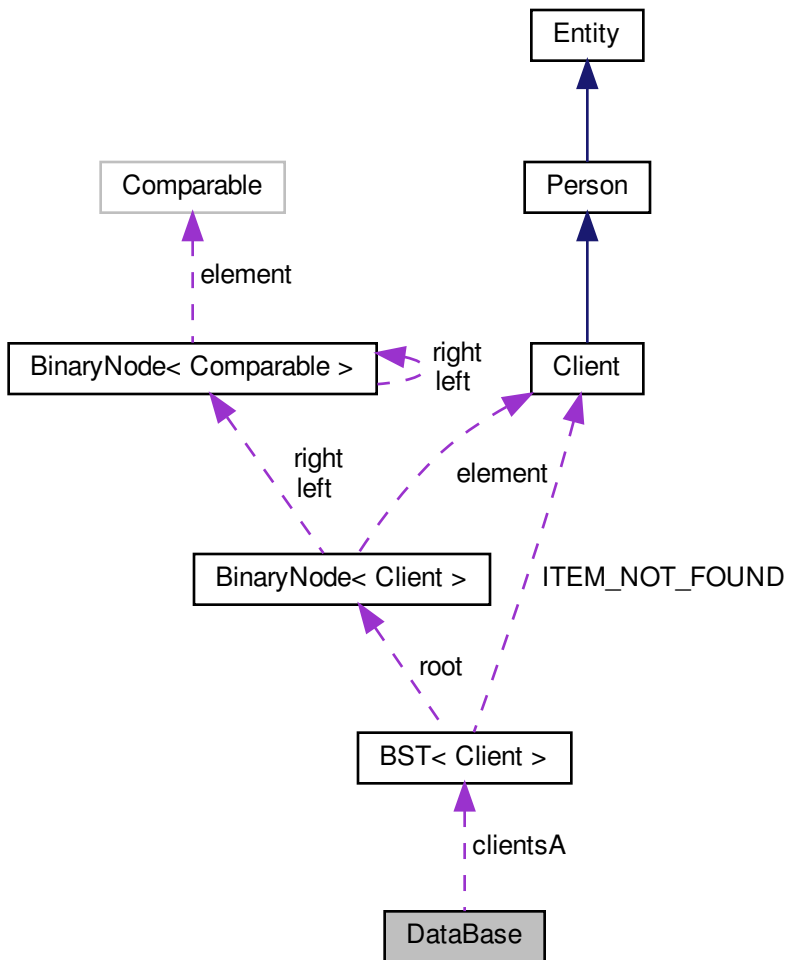 Entity
Comparable
Person
element
BinaryNode< Comparable >
right
left
Client
right
left
element
BinaryNode< Client >
ITEM_NOT_FOUND
root
BST< Client >
clientsA
DataBase